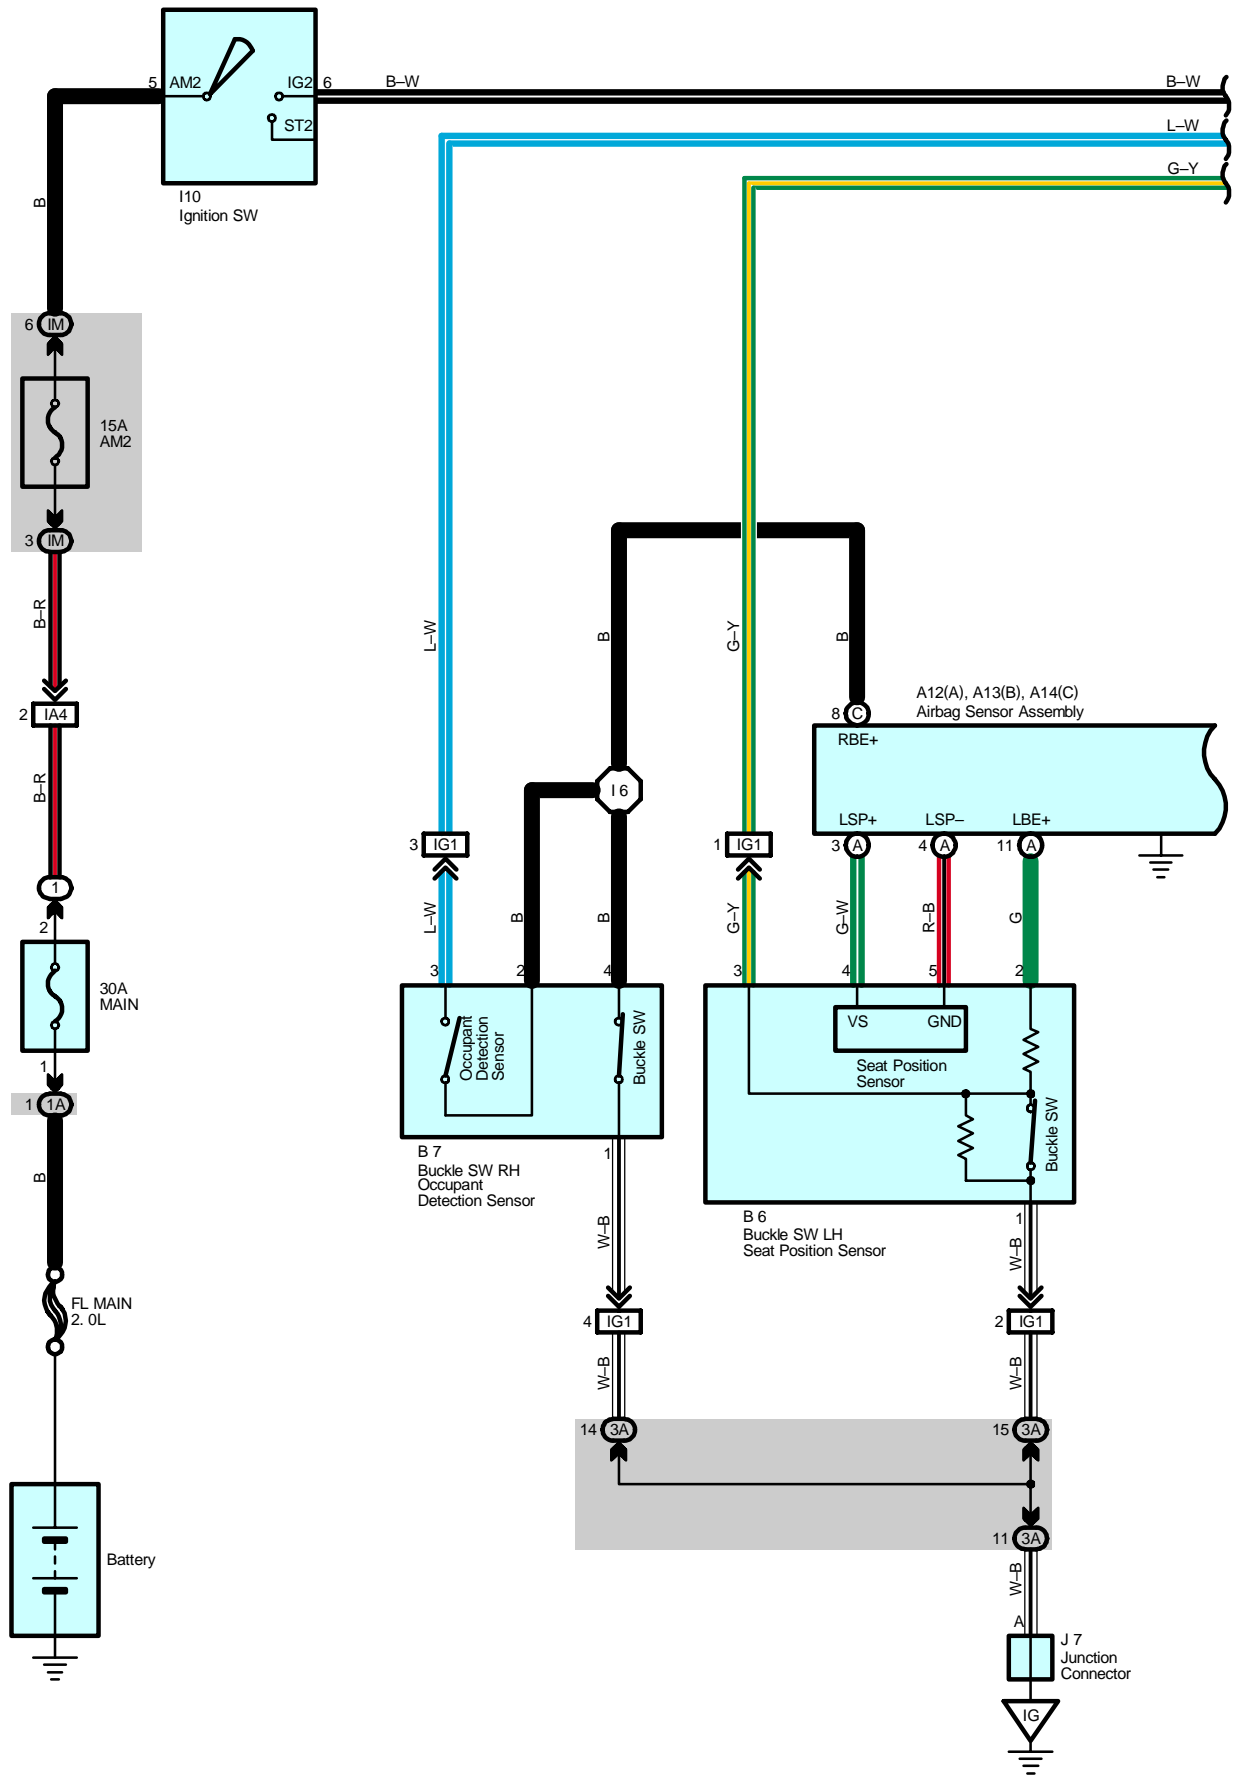 5 AM2
IG2 6
ST2
B–W
B–W
L–W
G–Y
I10
Ignition SW
B
6 IM
15A
AM2
3 IM
B–R
2 IA4
B–R
1
2
30A
MAIN
1
1 1A
B
FL MAIN
2. 0L
Battery
L–W
B
G–Y
B
A12(A), A13(B), A14(C)
Airbag Sensor Assembly
8 C
RBE+
I 6
LSP+
LSP–
LBE+
3 IG1
1 IG1
3 A
4 A
11 A
L–W
B
B
G–Y
G–W
R–B
G
3
2
4
3
4
5
2
Occupant
Detection
Sensor
Buckle SW
VS
GND
Seat Position
Sensor
Buckle SW
B 7
Buckle SW RH
Occupant
Detection Sensor
1
B 6
Buckle SW LH
Seat Position Sensor
1
W–B
W–B
4 IG1
2 IG1
W–B
W–B
14 3A
15 3A
11 3A
W–B
A
J 7
Junction
Connector
IG